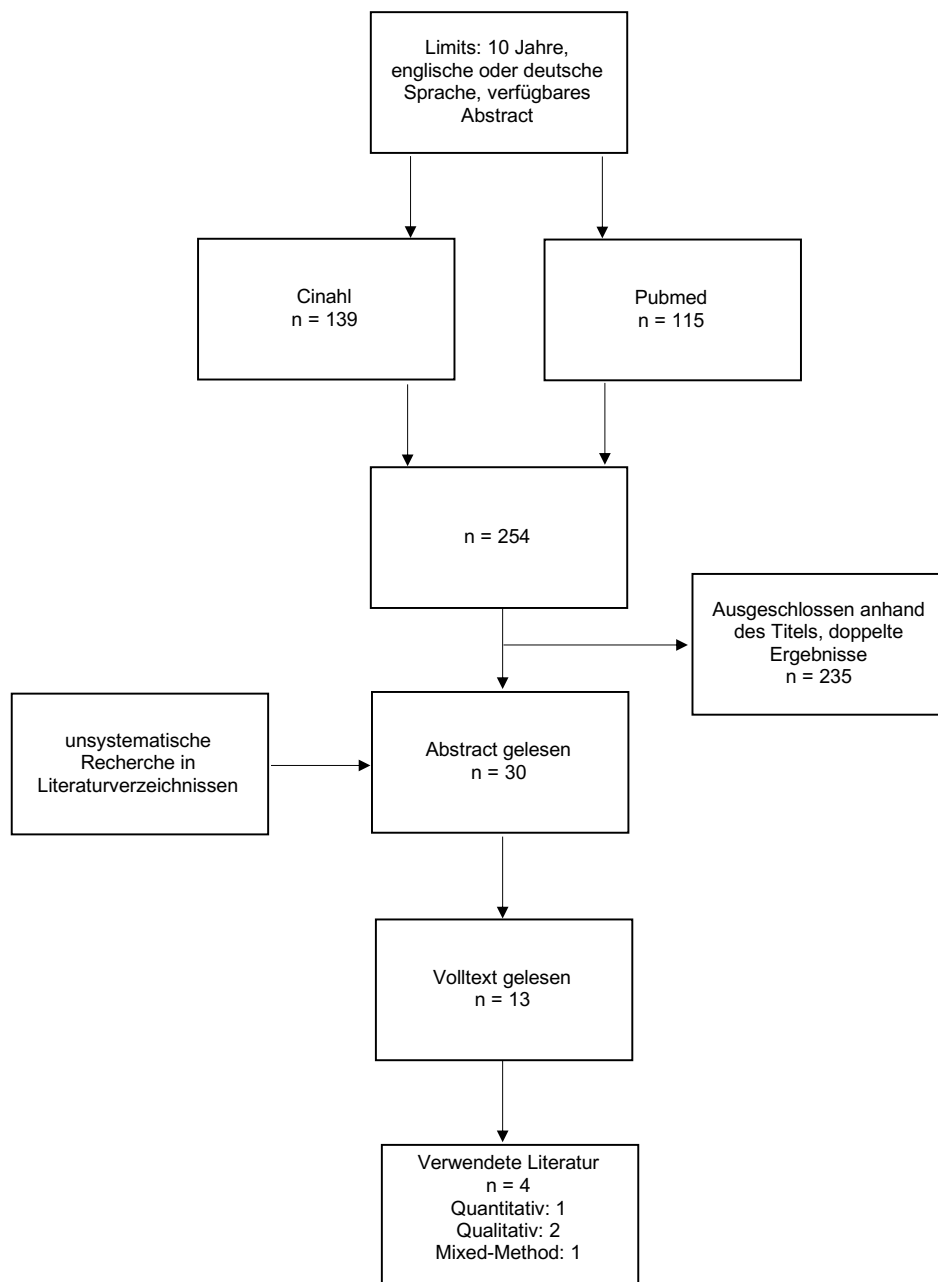 Limits: 10 Jahre,
englische oder deutsche
Sprache, verfügbares
Abstract
Cinahl
n = 139
Pubmed
n = 115
n = 254
Ausgeschlossen anhand
des Titels, doppelte
Ergebnisse
n = 235
unsystematische
Recherche in
Literaturverzeichnissen
Abstract gelesen
n = 30
Volltext gelesen
n = 13
Verwendete Literatur
n = 4
Quantitativ: 1
Qualitativ: 2
Mixed-Method: 1